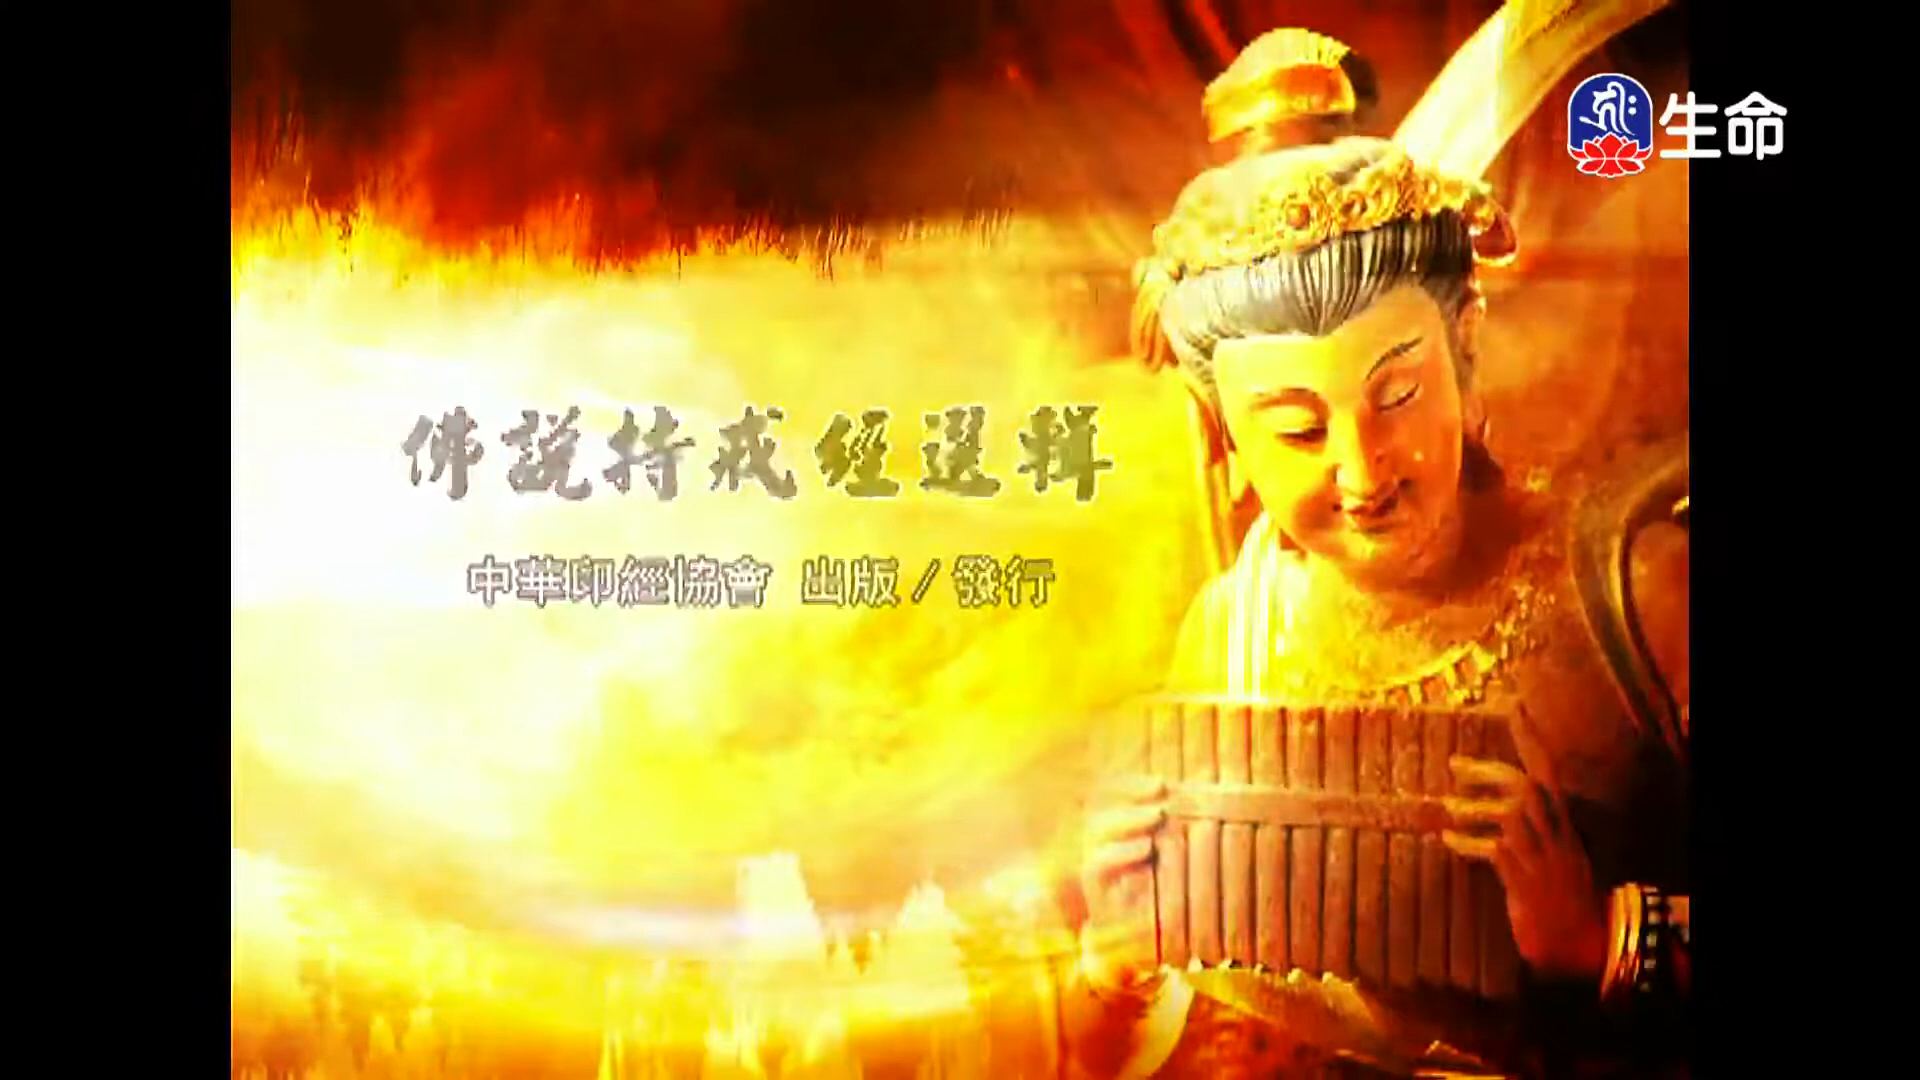 生命
佛說持戒經選輯
中華印經協會 出版／發行